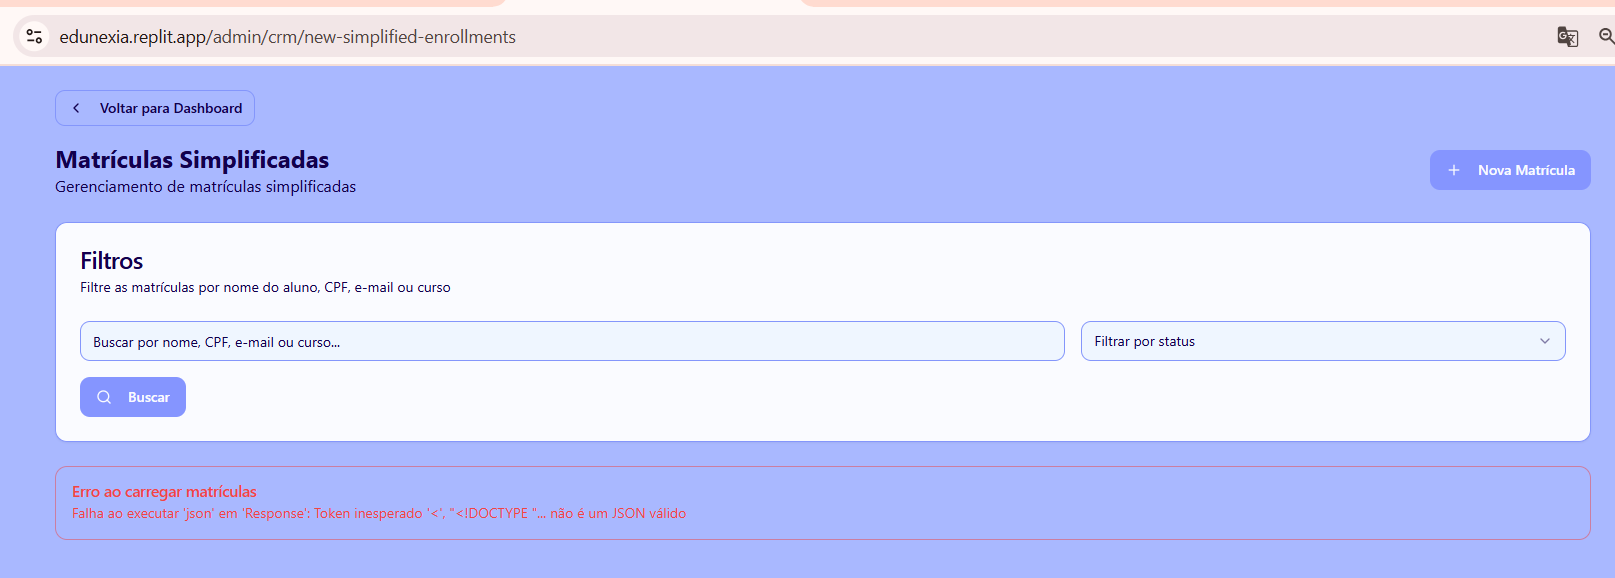 edunexia.replit.app/admin/crm/new-simplified-enrollments
Voltar para Dashboard
Matrículas Simplificadas
Gerenciamento de matrículas simplificadas
Nova Matrícula
Filtros
Filtre as matrículas por nome do aluno, CPF, e-mail ou curso
Buscar por nome, CPF, e-mail ou curso...
Filtrar por status
Buscar
Erro ao carregar matrículas
Falha ao executar 'json' em 'Response': Token inesperado '<', "<!DOCTYPE "... não é um JSON válido